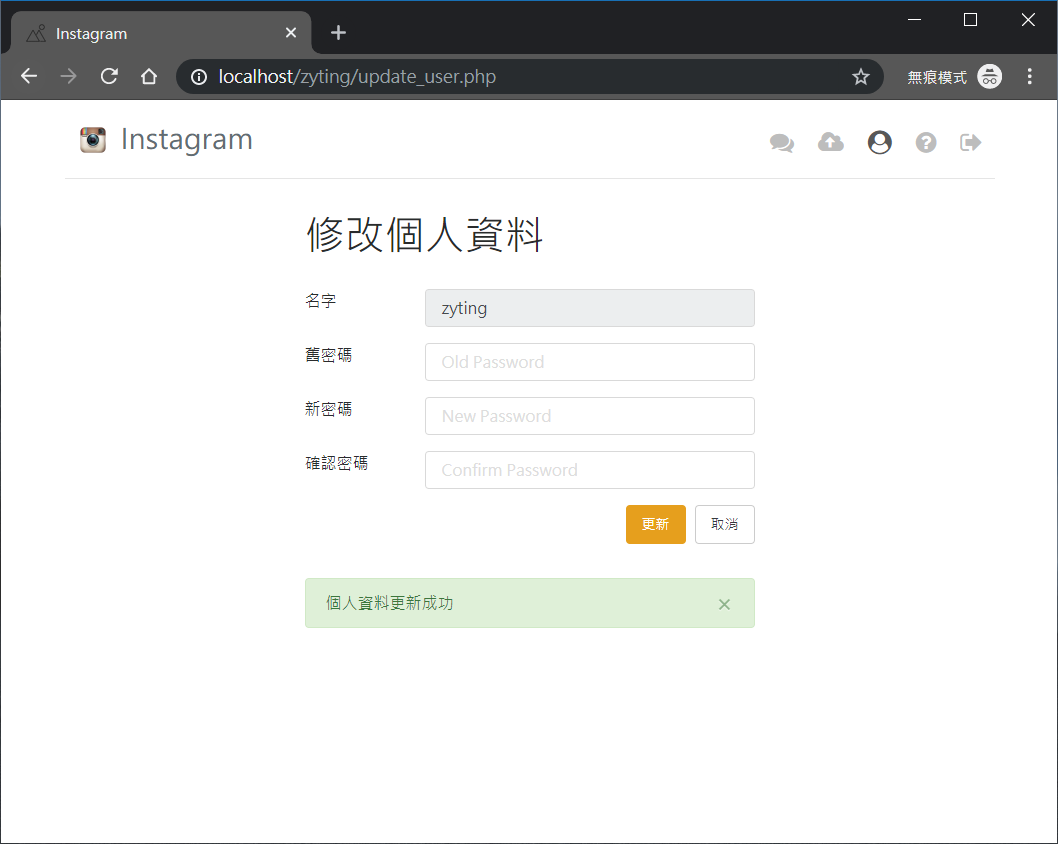 Instagram
localhost/zyting/update_user.php
無痕模式
Instagram
修改個人資料
名字 zyting
舊密碼 Old Password
新密碼 New Password
確認密碼 Confirm Password
更新 取消
個人資料更新成功